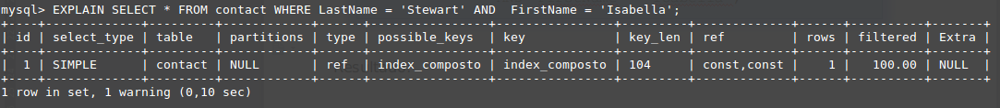 mysql> EXPLAIN SELECT * FROM contact WHERE LastName = 'Stewart' AND  FirstName = 'Isabella';
+----+-------------+---------+------------+------+----------------+----------------+---------+-------------+------+----------+-------+
| id | select_type | table   | partitions | type | possible_keys  | key            | key_len | ref         | rows | filtered | Extra |
+----+-------------+---------+------------+------+----------------+----------------+---------+-------------+------+----------+-------+
|  1 | SIMPLE      | contact | NULL       | ref  | index_composto | index_composto | 104     | const,const |    1 |   100.00 | NULL  |
+----+-------------+---------+------------+------+----------------+----------------+---------+-------------+------+----------+-------+
1 row in set, 1 warning (0,10 sec)